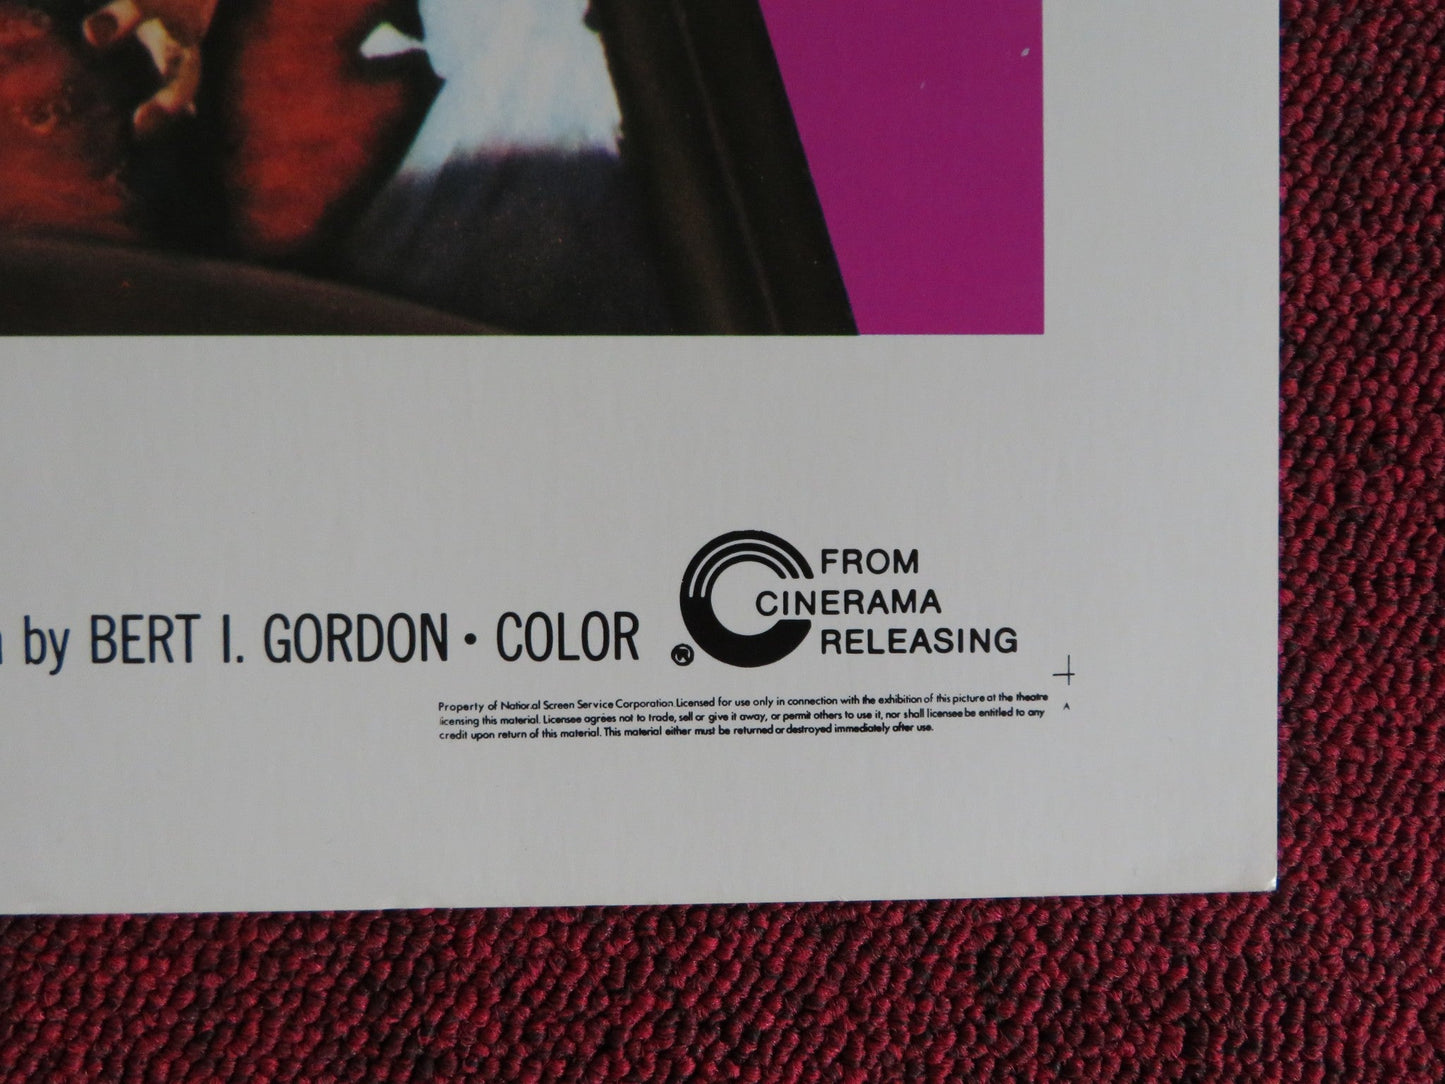 by BERT I. GORDON • COLOR
FROM
CINERAMA
RELEASING
®
Property of National Screen Service Corporation. Licensed for use only in connection with the exhibition of this picture at the theatre
licensing this material. Licensee agrees not to trade, sell or give it away, or permit others to use it, nor shall licensee be entitled to any
credit upon return of this material. This material either must be returned or destroyed immediately after use.
A